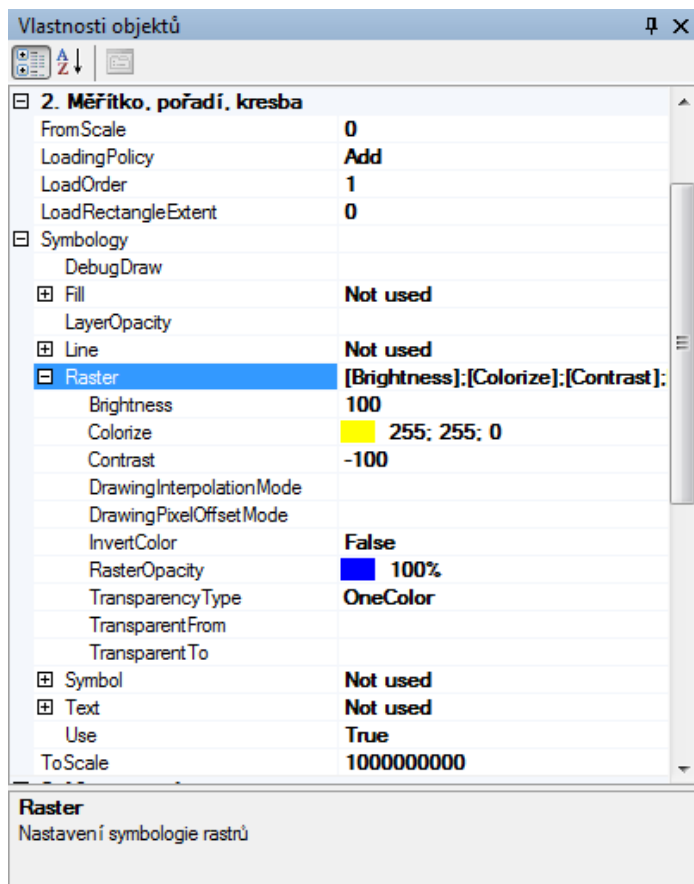 Vlastnosti objektů
2. Měřítko, pořadí, kresba
FromScale 0
LoadingPolicy Add
LoadOrder 1
LoadRectangleExtent 0
Symbology
DebugDraw
Fill Not used
LayerOpacity
Line Not used
Raster [Brightness];[Colorize];[Contrast];
Brightness 100
Colorize 255; 255; 0
Contrast -100
DrawingInterpolationMode
DrawingPixelOffsetMode
InvertColor False
RasterOpacity 100%
TransparencyType OneColor
TransparentFrom
TransparentTo
Symbol Not used
Text Not used
Use True
ToScale 1000000000
Raster
Nastavení symbologie rastrů